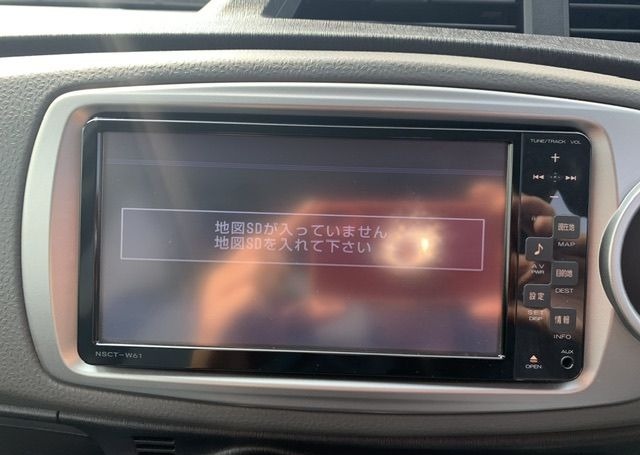 TUNE/TRACK VOL
地図SDが入っていません
地図SDを入れて下さい
現在地
MAP
AV
PWR
目的地
DEST
設定
SET
DISP
情報
INFO
NSCT-W61
OPEN
AUX